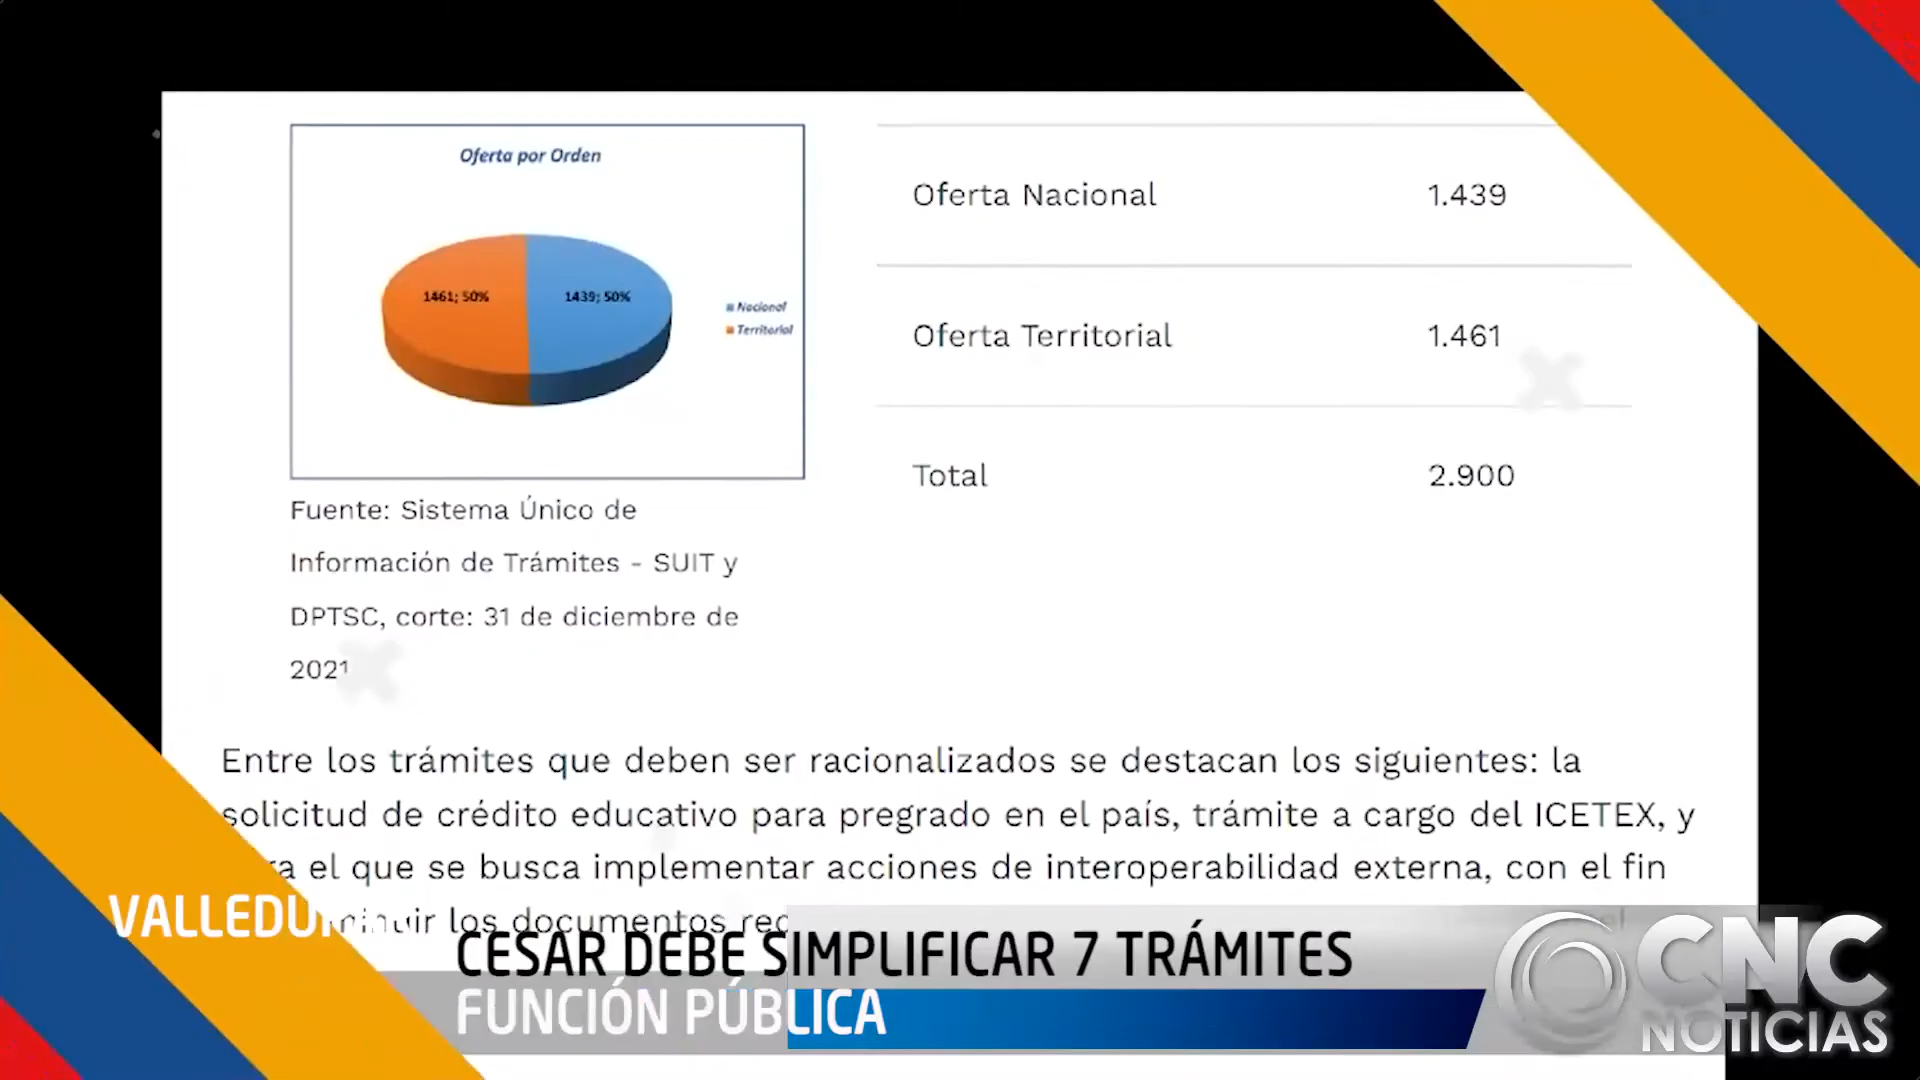 Oferta por Orden
1461; 50%
1439; 50%
Nacional
Territorial
Fuente: Sistema Único de
Información de Trámites - SUIT y
DPTSC, corte: 31 de diciembre de
2021
Oferta Nacional 1.439
Oferta Territorial 1.461
Total 2.900
Entre los trámites que deben ser racionalizados se destacan los siguientes: la
solicitud de crédito educativo para pregrado en el país, trámite a cargo del ICETEX, y
el que se busca implementar acciones de interoperabilidad externa, con el fin
los documentos
CESAR DEBE SIMPLIFICAR 7 TRÁMITES
FUNCIÓN PÚBLICA
CNC
NOTICIAS